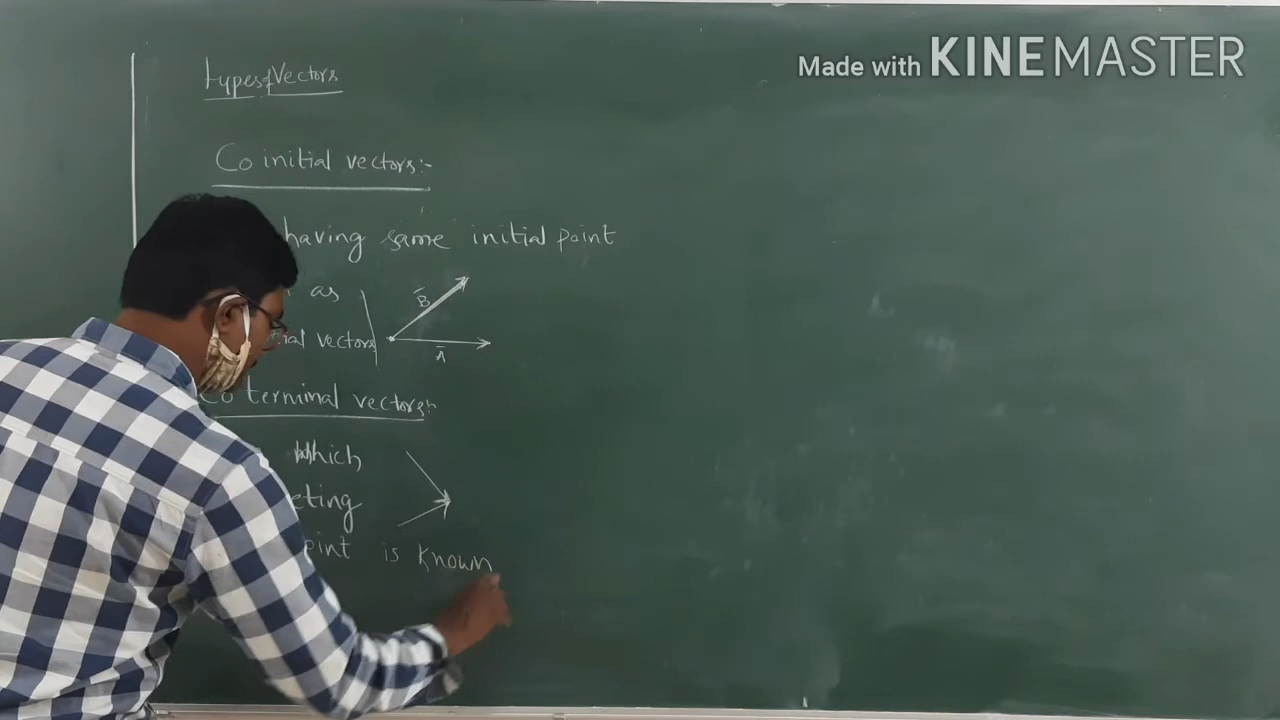 Made with KINEMASTER
types of Vectors
Co initial vectors:-
having same initial point
as
B
tial vectors
A
Co terminal vectors:-
which
eting
oint is known